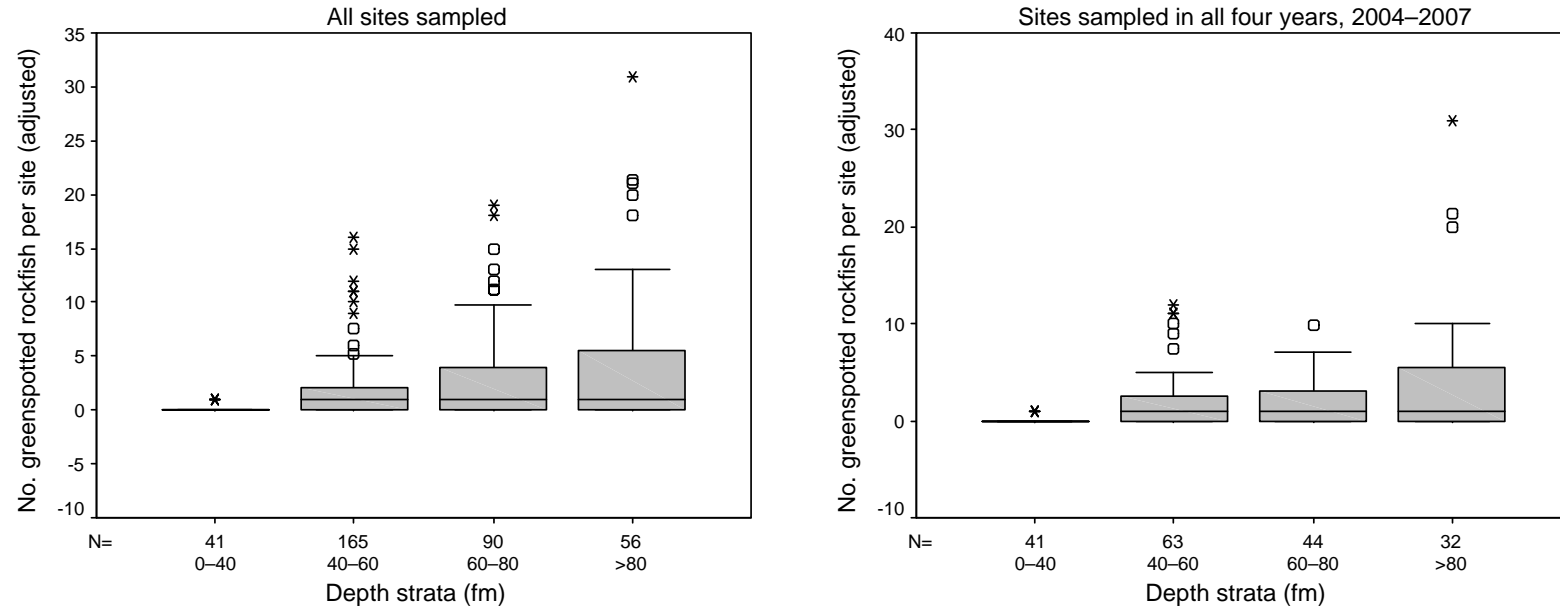 All sites sampled
No. greenspotted rockfish per site (adjusted)
35
30
25
20
15
10
5
0
-5
-10
N= 41 165 90 56
0–40 40–60 60–80 >80
Depth strata (fm)
Sites sampled in all four years, 2004–2007
No. greenspotted rockfish per site (adjusted)
40
30
20
10
0
-10
N= 41 63 44 32
0–40 40–60 60–80 >80
Depth strata (fm)